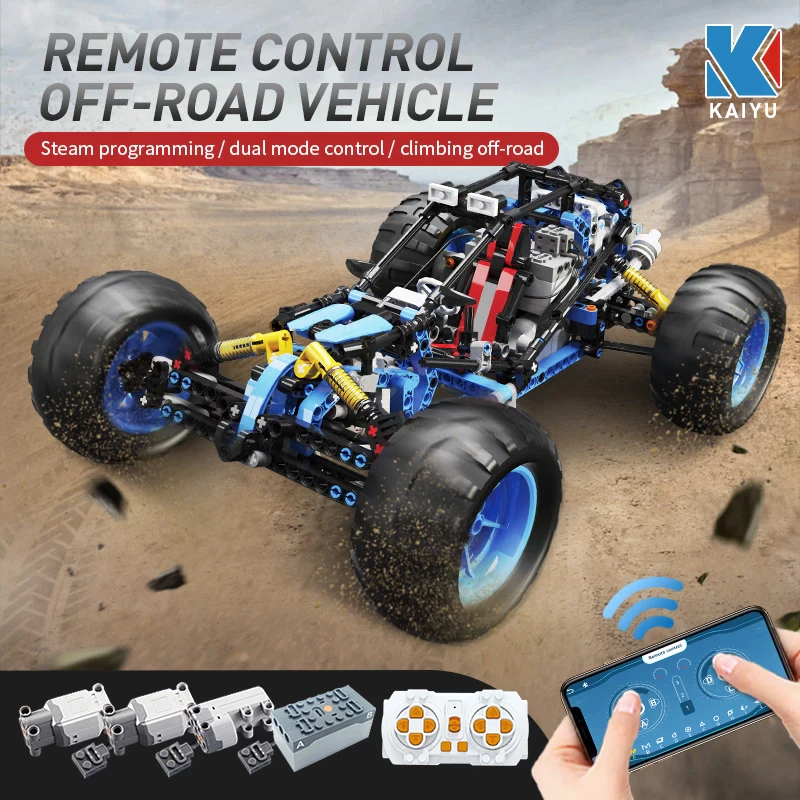 REMOTE CONTROL
OFF-ROAD VEHICLE
KAIYU
Steam programming / dual mode control / climbing off-road
Remote control
B
A
D
A
B